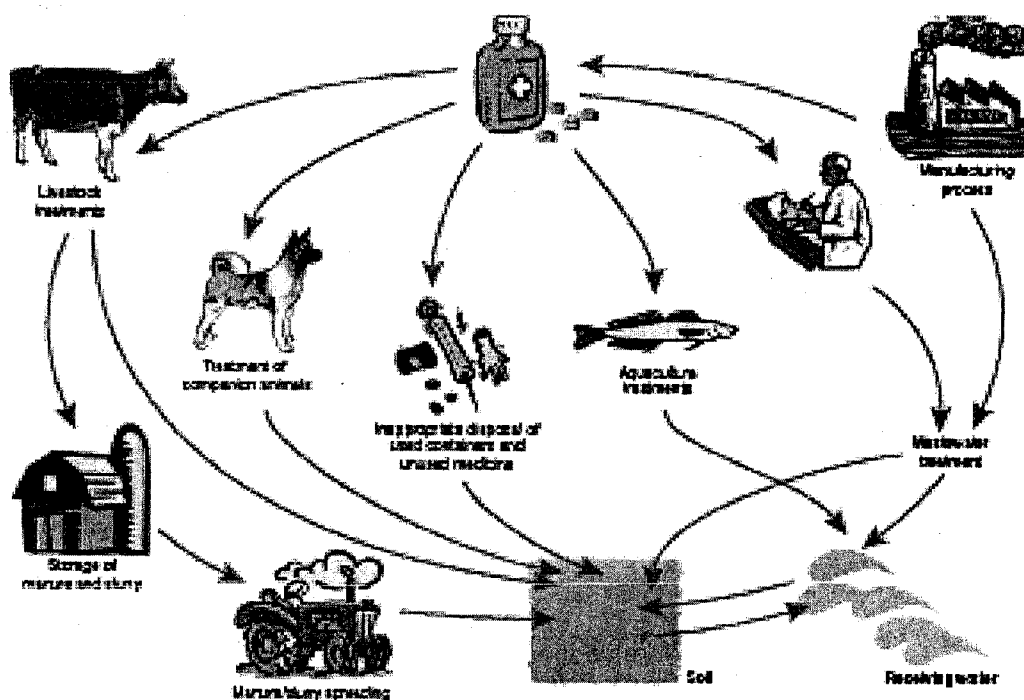 Livestock
treatments
Manufacturing
process
Treatment of
companion animals
Inappropriate disposal of
used containers and
unused medicine
Aquaculture
treatments
Wastewater
treatment
Storage of
manure and slurry
Manure/slurry spreading
Soil
Receiving water